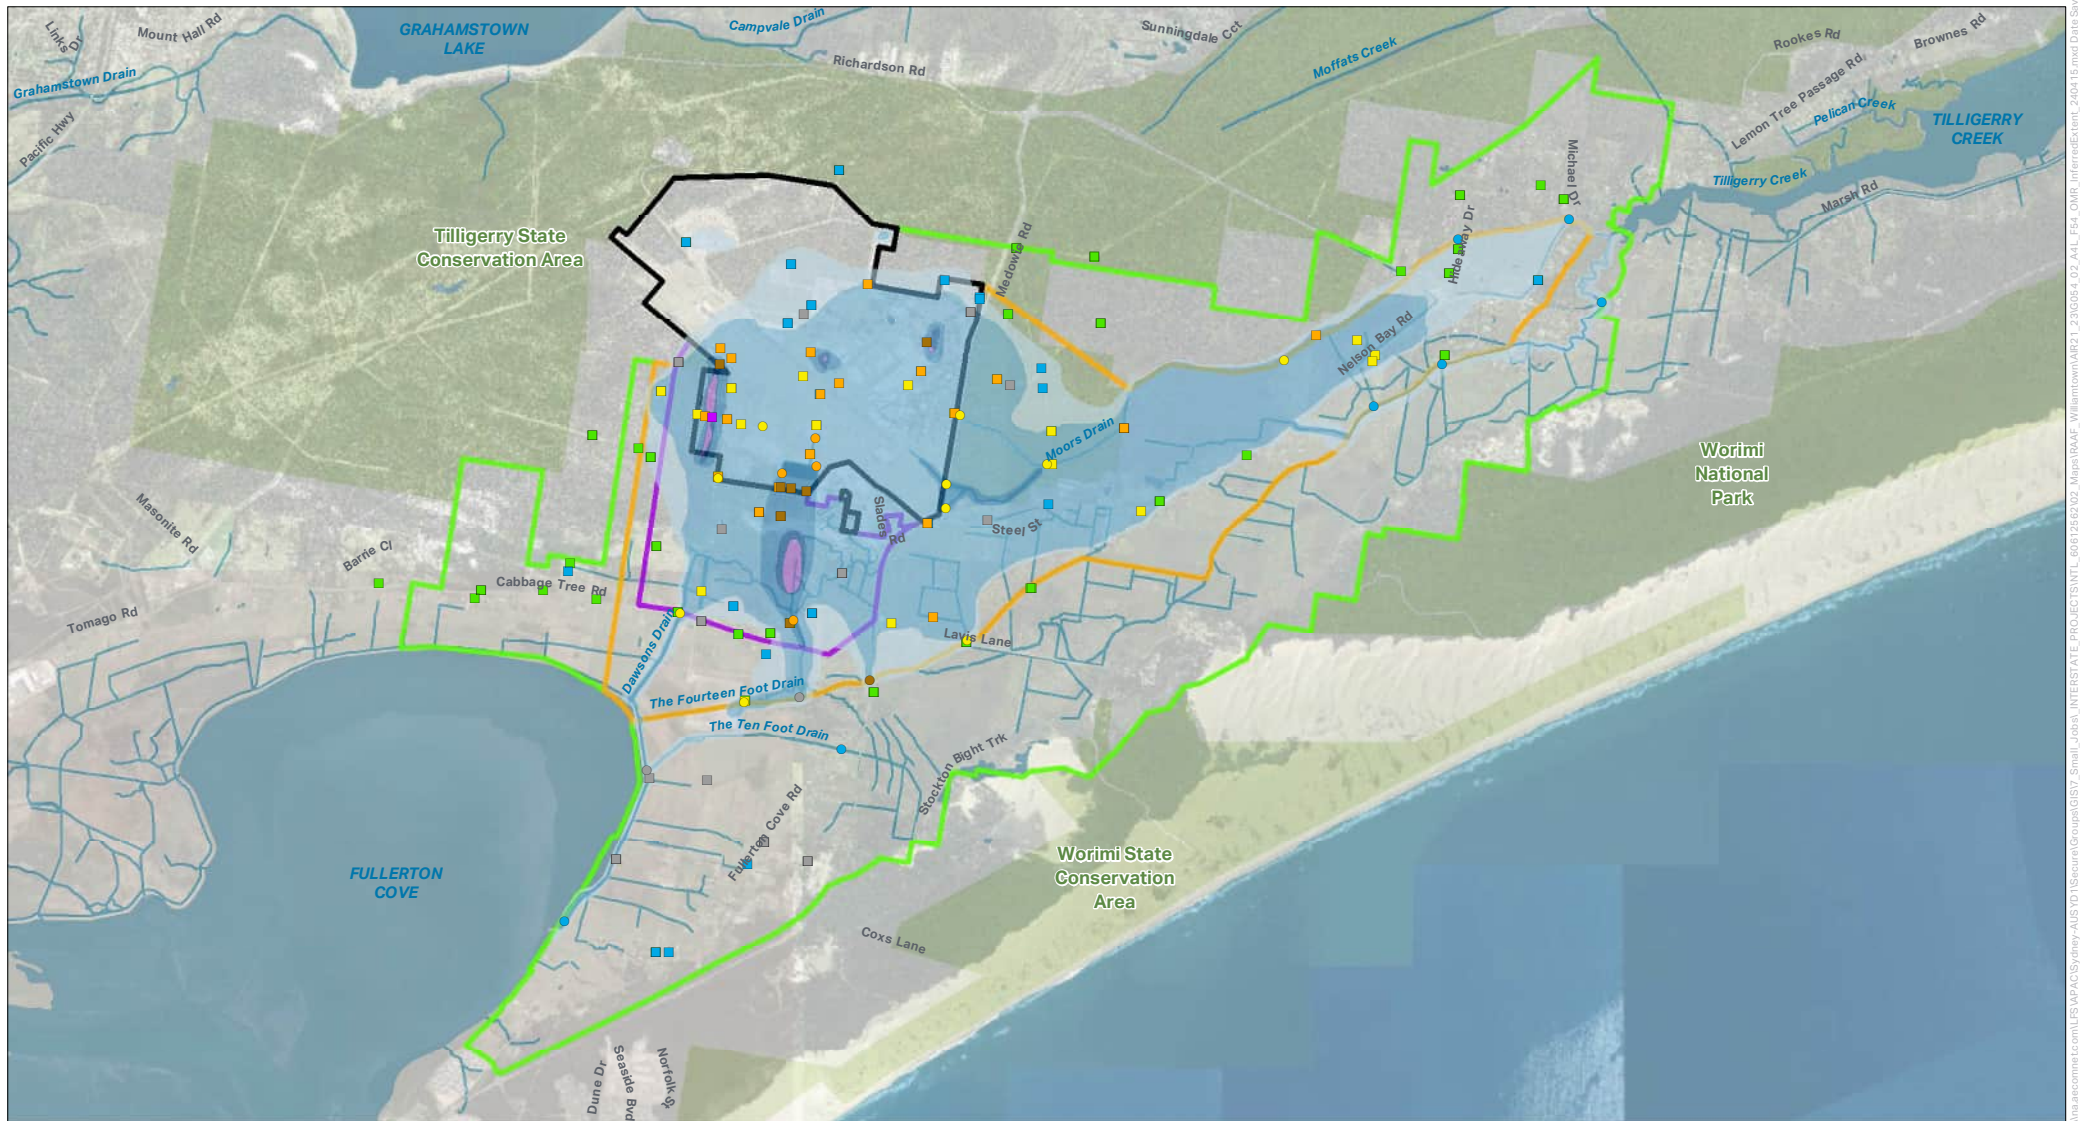 Links
Dr
Mount Hall Rd
GRAHAMSTOWN
LAKE
Campvale Drain
Sunningdale Cct
Moffats Creek
Rookes Rd
Brownes Rd
Grahamstown Drain
Richardson Rd
Lemon Tree Passage Rd
Pelican Creek
TILLIGERRY
CREEK
Pacific Hwy
Michael Dr
Tilligerry Creek
Marsh Rd
Tilligerry State
Conservation Area
Medowie Rd
Hideaway Dr
Nelson Bay Rd
Moors Drain
Worimi
National
Park
Masonite Rd
Barrie Cl
Slades
Rd
Steel St
Cabbage Tree Rd
Tomago Rd
Dawsons Drain
Lavis Lane
The Fourteen Foot Drain
The Ten Foot Drain
Stockton Bight Trk
Fullerton Cove Rd
FULLERTON
COVE
Worimi State
Conservation
Area
Coxs Lane
Dune Dr
Seaside Bvd
Norfolk
St